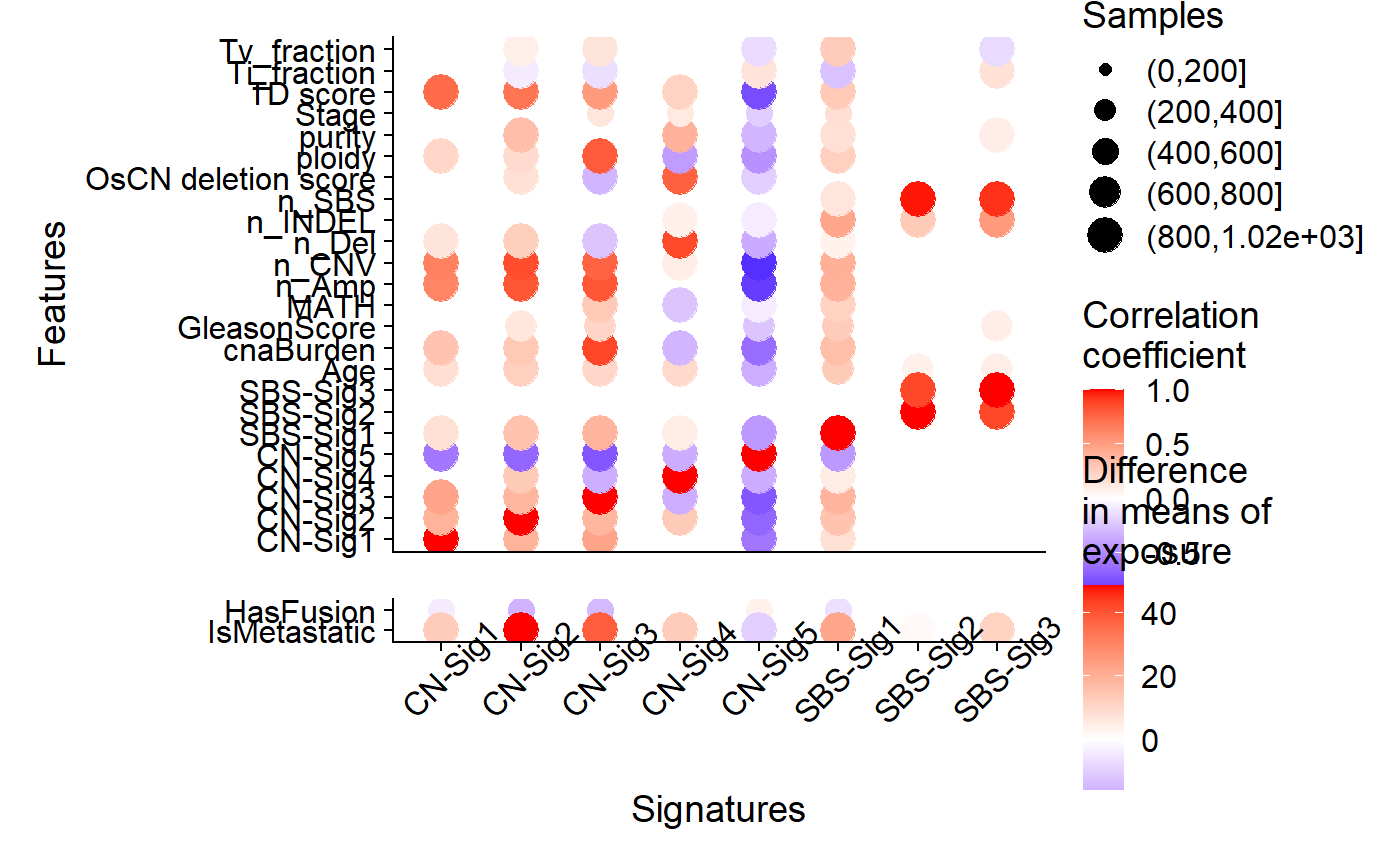 Features
Tv_fraction
Ti_fraction
TD score
Stage
purity
ploidy
OsCN deletion score
n_SBS
n_INDEL
n_Del
n_CNV
n_Amp
MATH
GleasonScore
cnaBurden
Age
SBS-Sig3
SBS-Sig2
SBS-Sig1
CN-Sig5
CN-Sig4
CN-Sig3
CN-Sig2
CN-Sig1
HasFusion
IsMetastatic
CN-Sig1
CN-Sig2
CN-Sig3
CN-Sig4
CN-Sig5
SBS-Sig1
SBS-Sig2
SBS-Sig3
Signatures
Samples
(0,200]
(200,400]
(400,600]
(600,800]
(800,1.02e+03]
Correlation
coefficient
1.0
0.5
0.0
-0.5
Difference
in means of
exposure
40
20
0